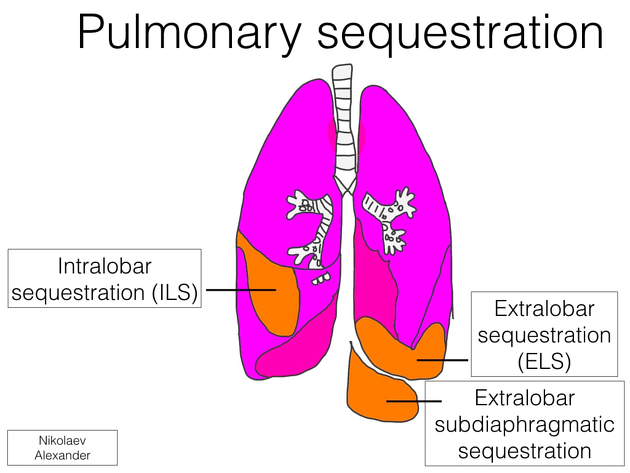 Pulmonary sequestration
Intralobar
sequestration (ILS)
Extralobar
sequestration
(ELS)
Extralobar
subdiaphragmatic
sequestration
Nikolaev
Alexander